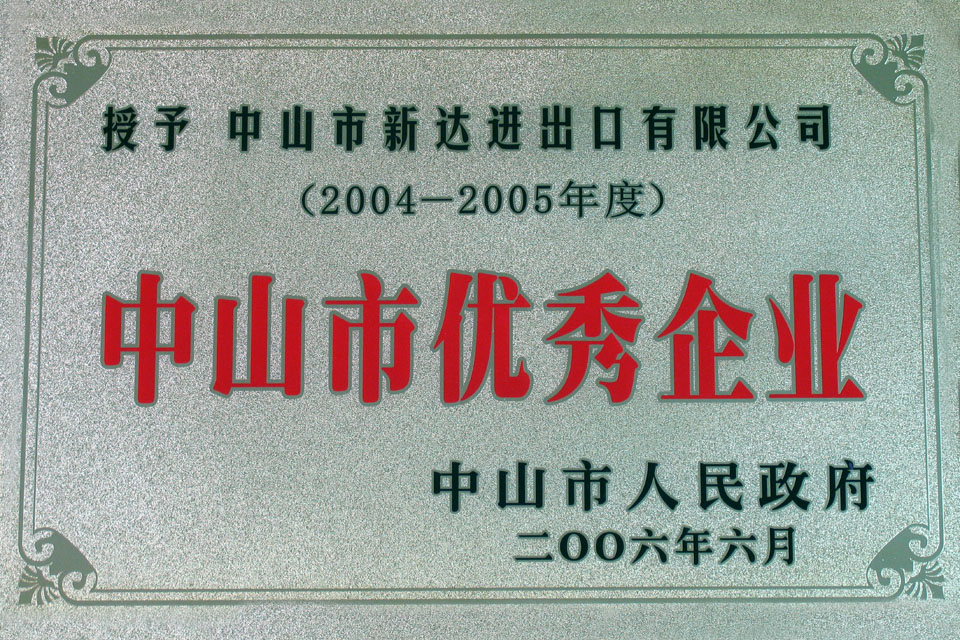 授予 中山市新达进出口有限公司
（2004—2005年度）
中山市优秀企业
中山市人民政府
二〇〇六年六月